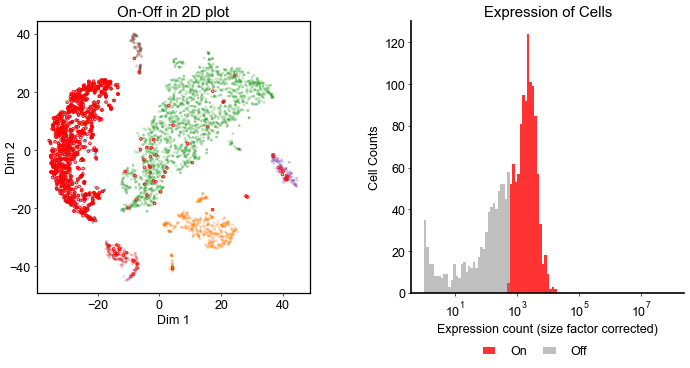 On-Off in 2D plot
40
20
0
−20
−40
Dim 2
−20
0
20
40
Dim 1
Expression of Cells
120
100
80
60
40
20
0
Cell Counts
10^1
10^3
10^5
10^7
Expression count (size factor corrected)
On
Off